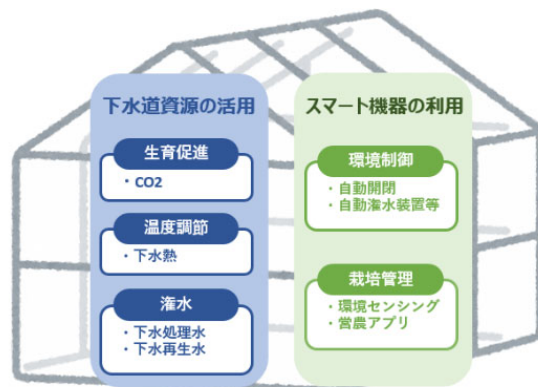 下水道資源の活用
生育促進
・CO2
温度調節
・下水熱
潅水
・下水処理水
・下水再生水
スマート機器の利用
環境制御
・自動開閉
・自動潅水装置等
栽培管理
・環境センシング
・営農アプリ